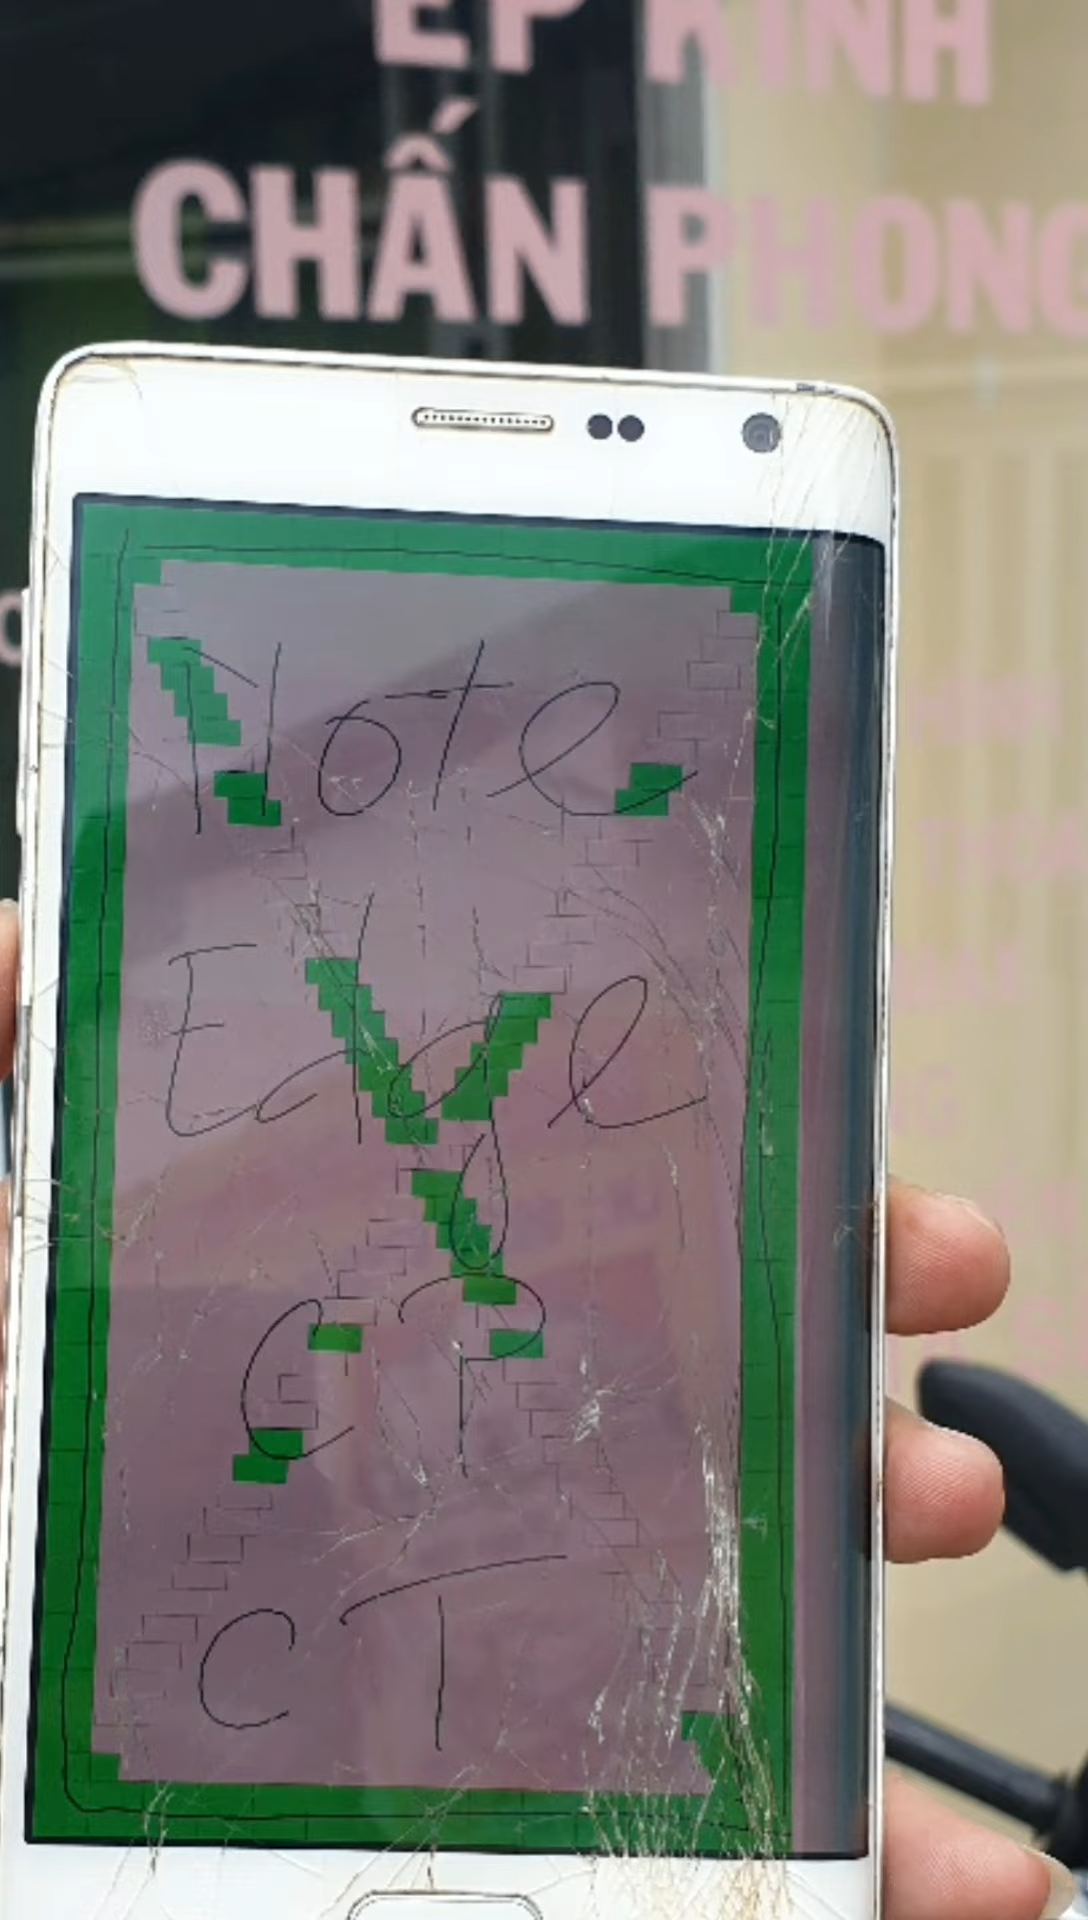 ÉP KÍNH
CHẤN PHONG
Note
Edge
CP
CT